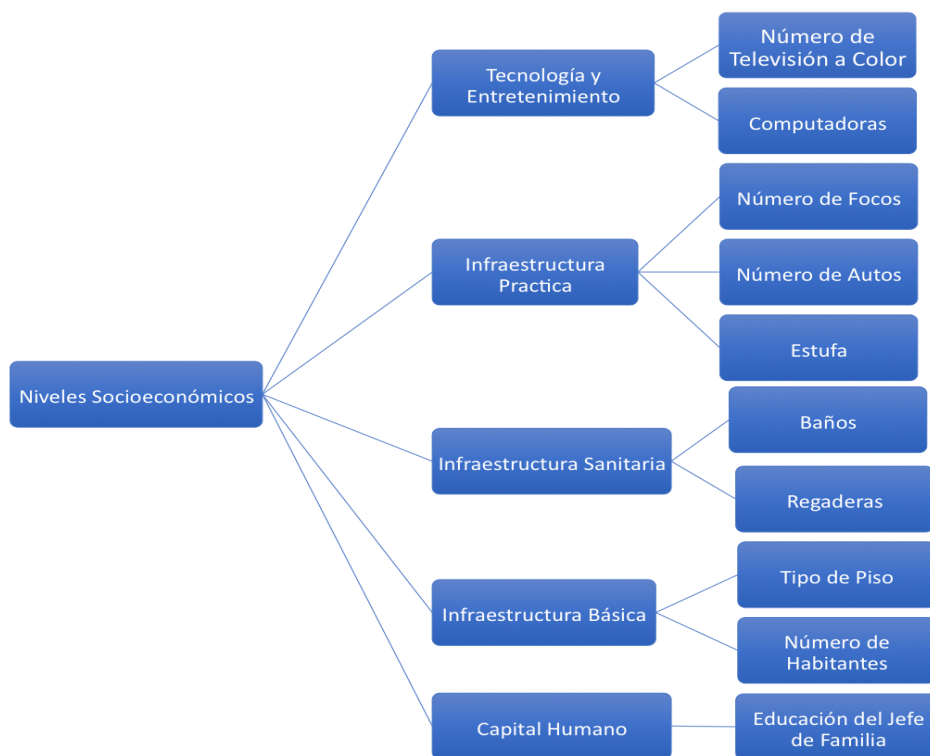 Niveles Socioeconómicos
Tecnología y
Entretenimiento
Número de
Televisión a Color
Computadoras
Infraestructura
Practica
Número de Focos
Número de Autos
Estufa
Infraestructura Sanitaria
Baños
Regaderas
Infraestructura Básica
Tipo de Piso
Número de
Habitantes
Capital Humano
Educación del Jefe
de Familia